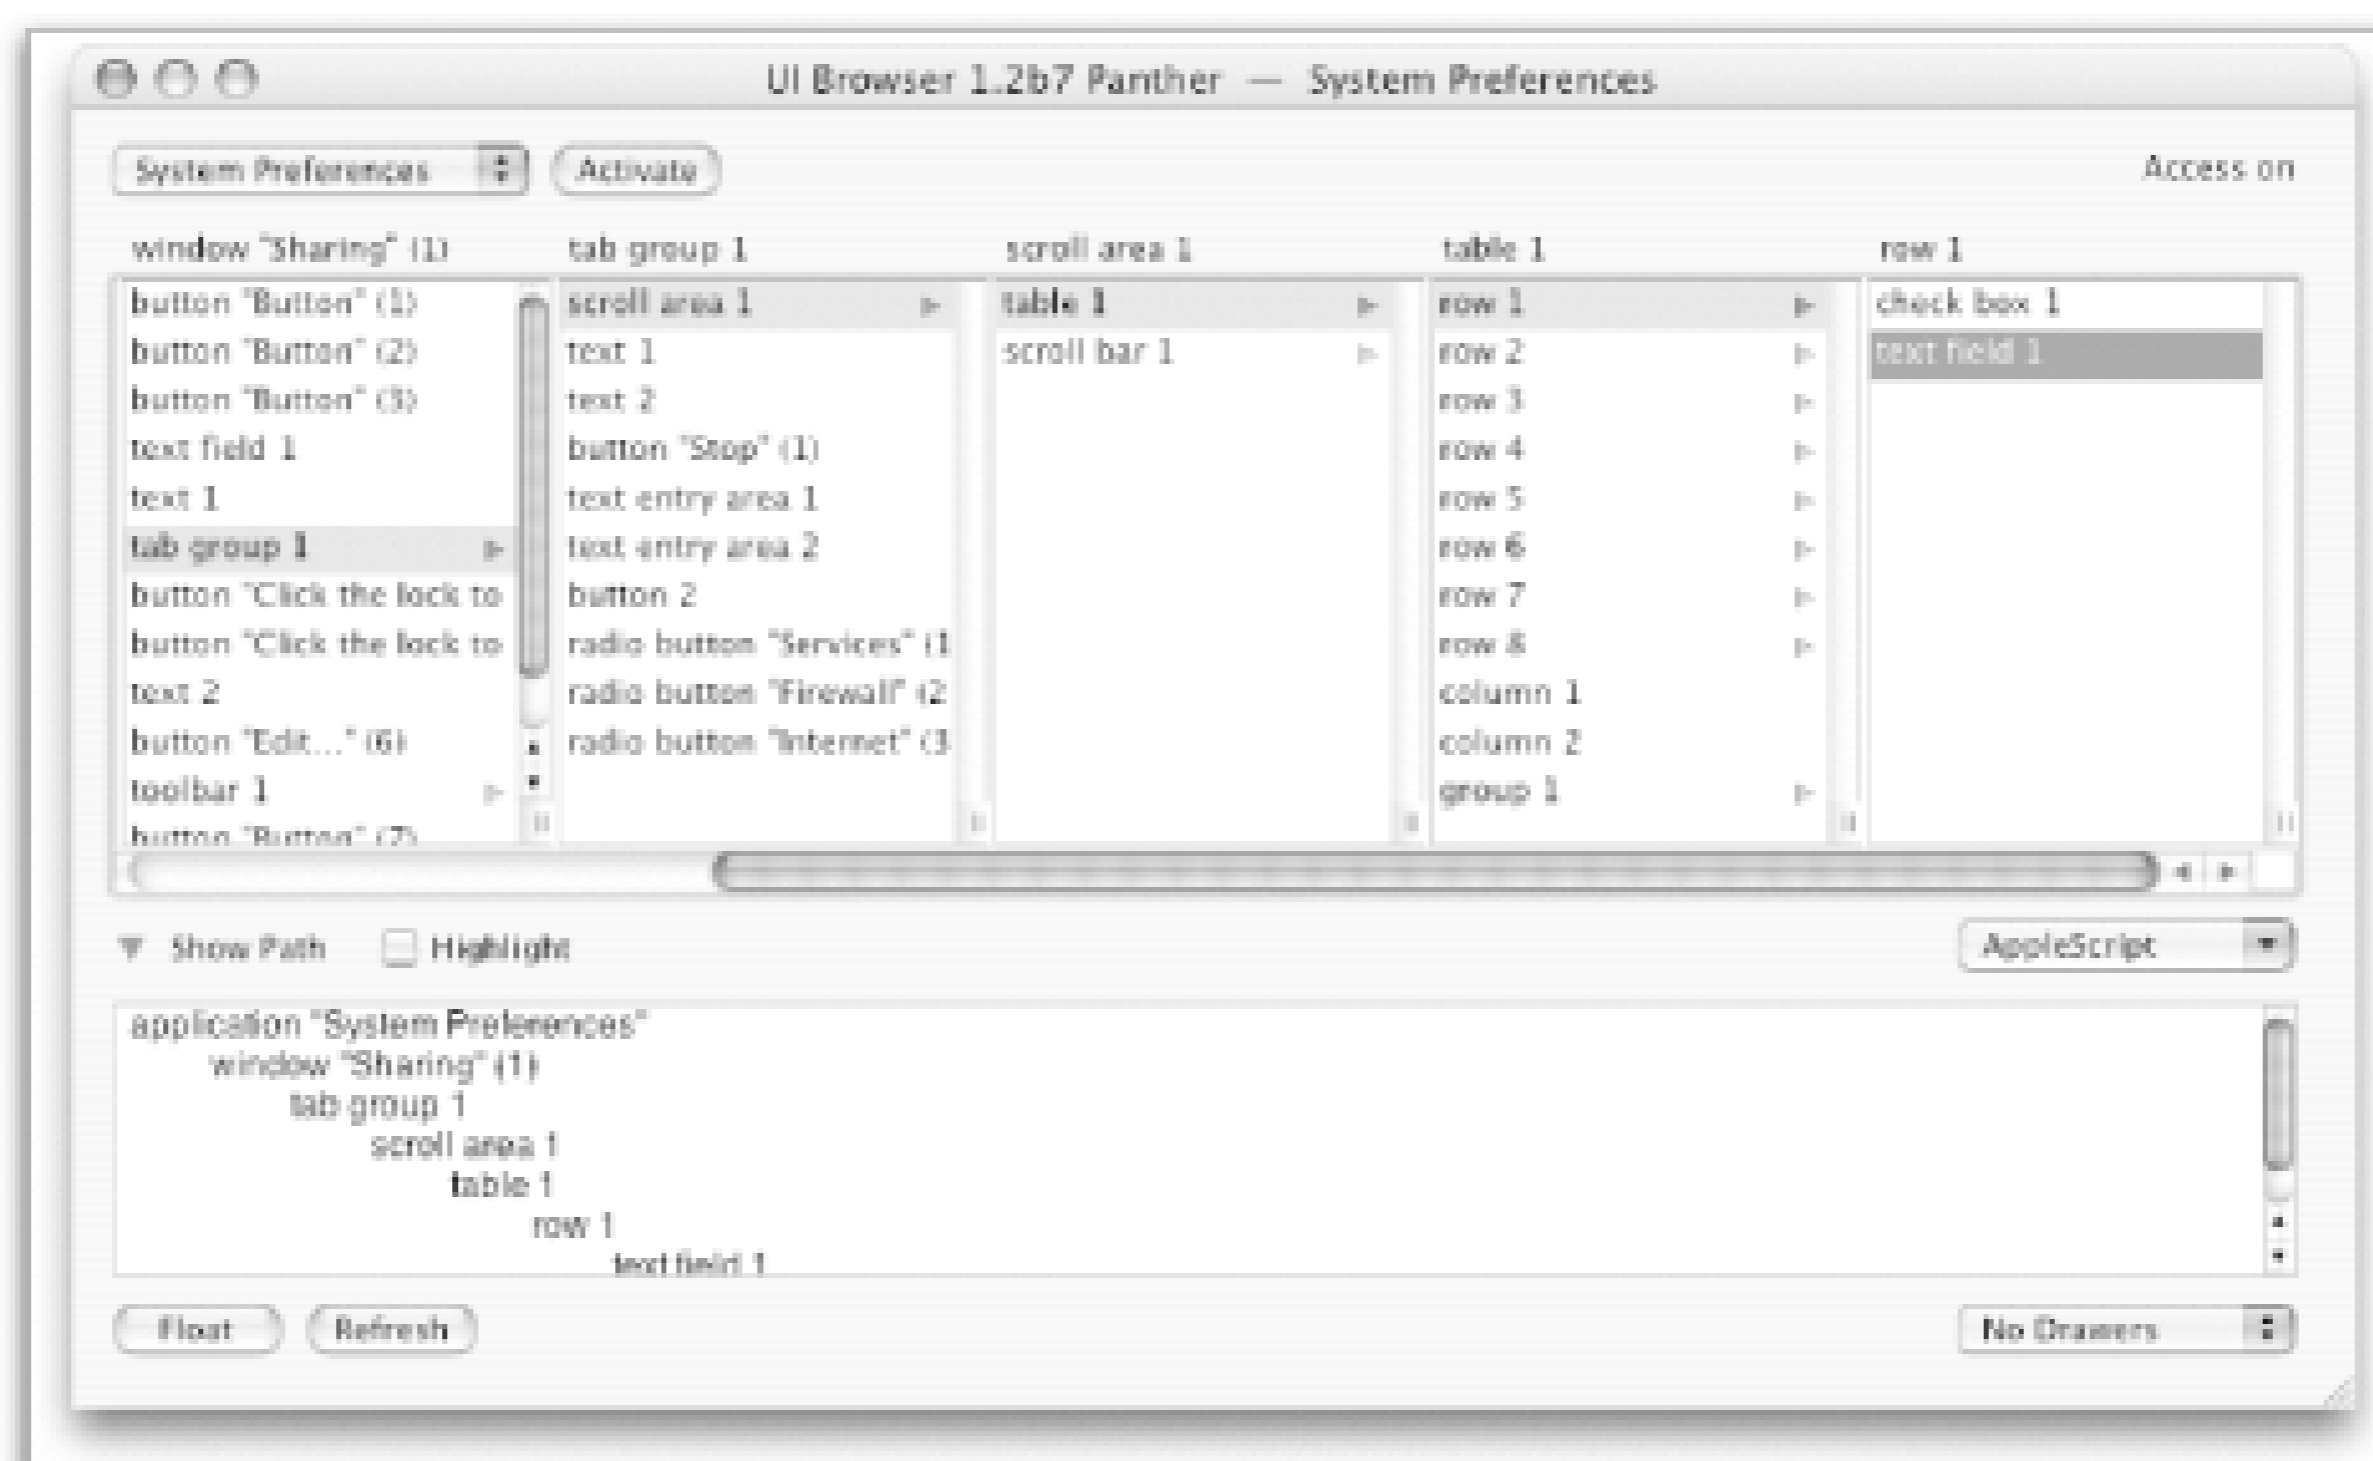 UI Browser 1.2b7 Panther — System Preferences
System Preferences
Activate
Access on
window "Sharing" (1)
tab group 1
scroll area 1
table 1
row 1
button "Button" (1)
button "Button" (2)
button "Button" (3)
text field 1
text 1
tab group 1
button "Click the lock to
button "Click the lock to
text 2
button "Edit..." (6)
toolbar 1
button "Button" (7)
scroll area 1
text 1
text 2
button "Stop" (1)
text entry area 1
text entry area 2
button 2
radio button "Services" (1
radio button "Firewall" (2
radio button "Internet" (3
table 1
scroll bar 1
row 1
row 2
row 3
row 4
row 5
row 6
row 7
row 8
column 1
column 2
group 1
check box 1
text field 1
Show Path
Highlight
AppleScript
application "System Preferences"
window "Sharing" (1)
tab group 1
scroll area 1
table 1
row 1
text field 1
Float
Refresh
No Drawers